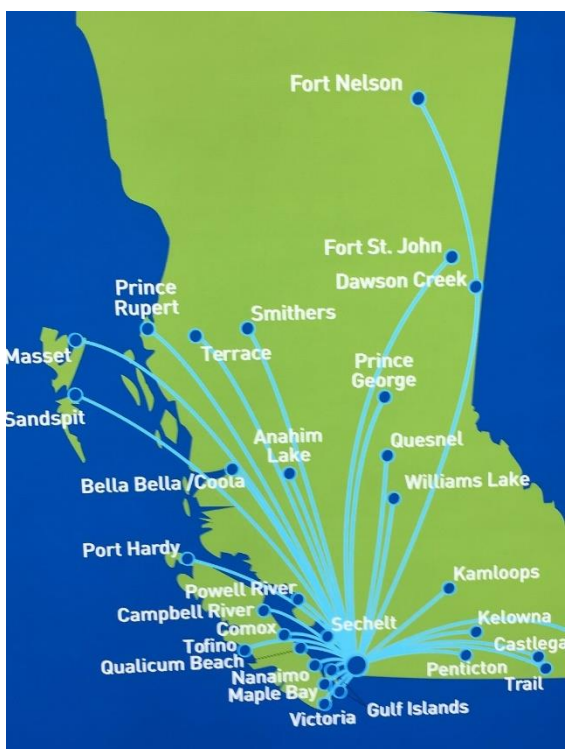 Fort Nelson
Fort St. John
Dawson Creek
Prince
Rupert
Smithers
Terrace
Masset
Prince
George
Sandspit
Anahim
Lake
Quesnel
Bella Bella /Coola
Williams Lake
Port Hardy
Kamloops
Powell River
Campbell River
Sechelt
Kelowna
Comox
Tofino
Castlega
Qualicum Beach
Penticton
Nanaimo
Trail
Maple Bay
Gulf Islands
Victoria